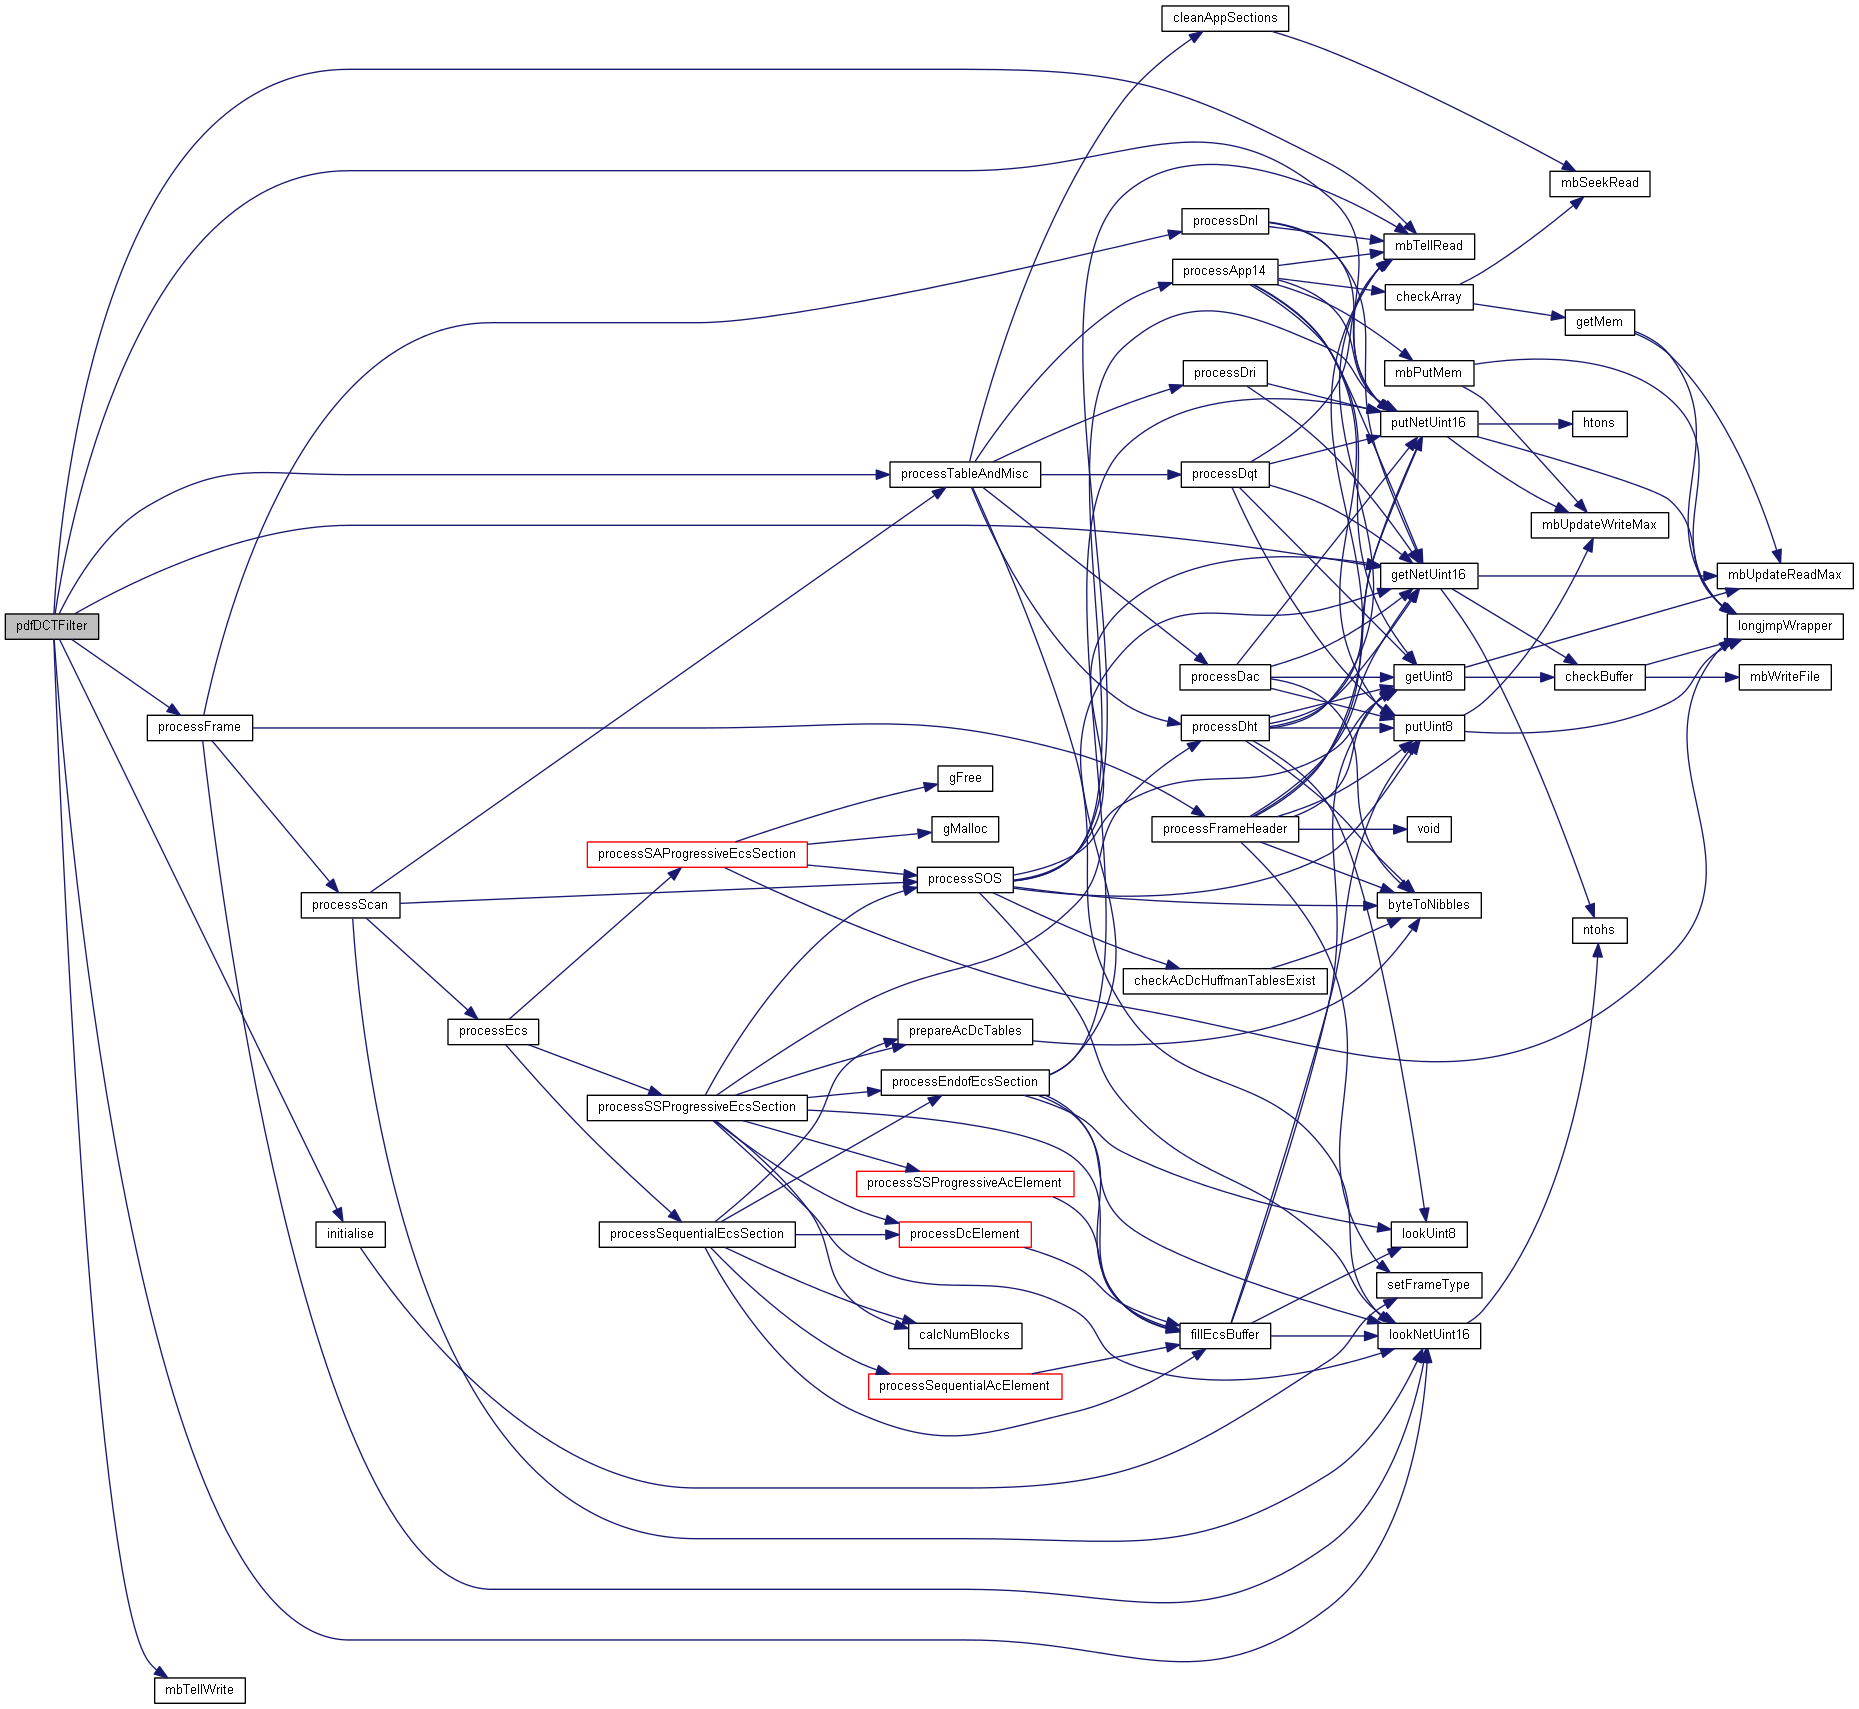 cleanAppSections
mbSeekRead
processDnl
mbTellRead
processApp14
checkArray
getMem
processDri
mbPutMem
putNetUint16
htons
processTableAndMisc
processDqt
mbUpdateWriteMax
getNetUint16
mbUpdateReadMax
pdfDCTFilter
longjmpWrapper
processDac
getUint8
checkBuffer
mbWriteFile
processFrame
processDht
putUint8
gFree
gMalloc
processFrameHeader
void
processSAProgressiveEcsSection
processSOS
processScan
byteToNibbles
ntohs
checkAcDcHuffmanTablesExist
processEcs
prepareAcDcTables
processEndofEcsSection
processSSProgressiveEcsSection
processSSProgressiveAcElement
initialise
processSequentialEcsSection
processDcElement
lookUint8
setFrameType
calcNumBlocks
fillEcsBuffer
lookNetUint16
processSequentialAcElement
mbTellWrite